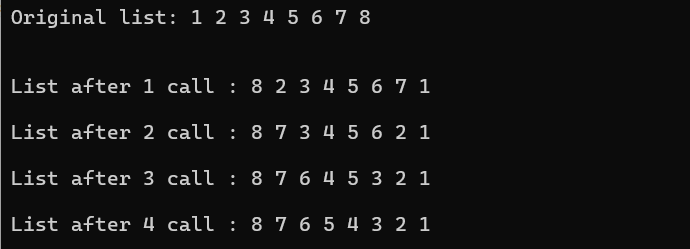 Original list: 1 2 3 4 5 6 7 8
List after 1 call : 8 2 3 4 5 6 7 1
List after 2 call : 8 7 3 4 5 6 2 1
List after 3 call : 8 7 6 4 5 3 2 1
List after 4 call : 8 7 6 5 4 3 2 1